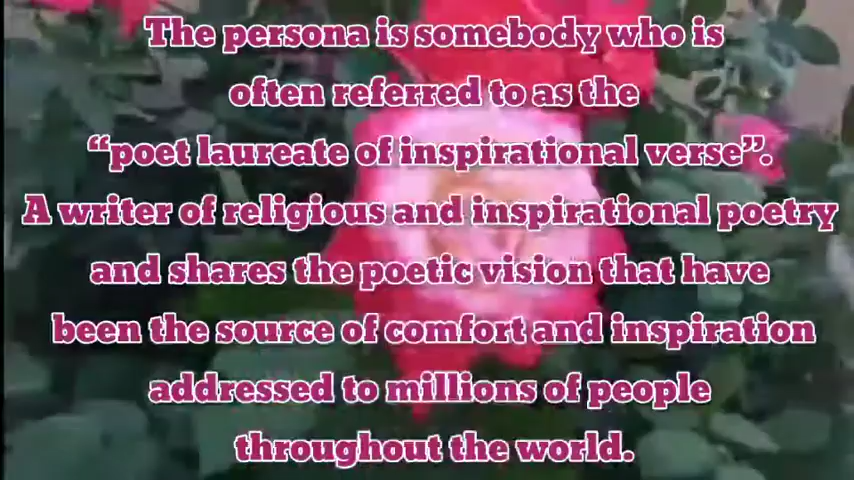 The persona is somebody who is
often referred to as the
“poet laureate of inspirational verse”.
A writer of religious and inspirational poetry
and shares the poetic vision that have
been the source of comfort and inspiration
addressed to millions of people
throughout the world.